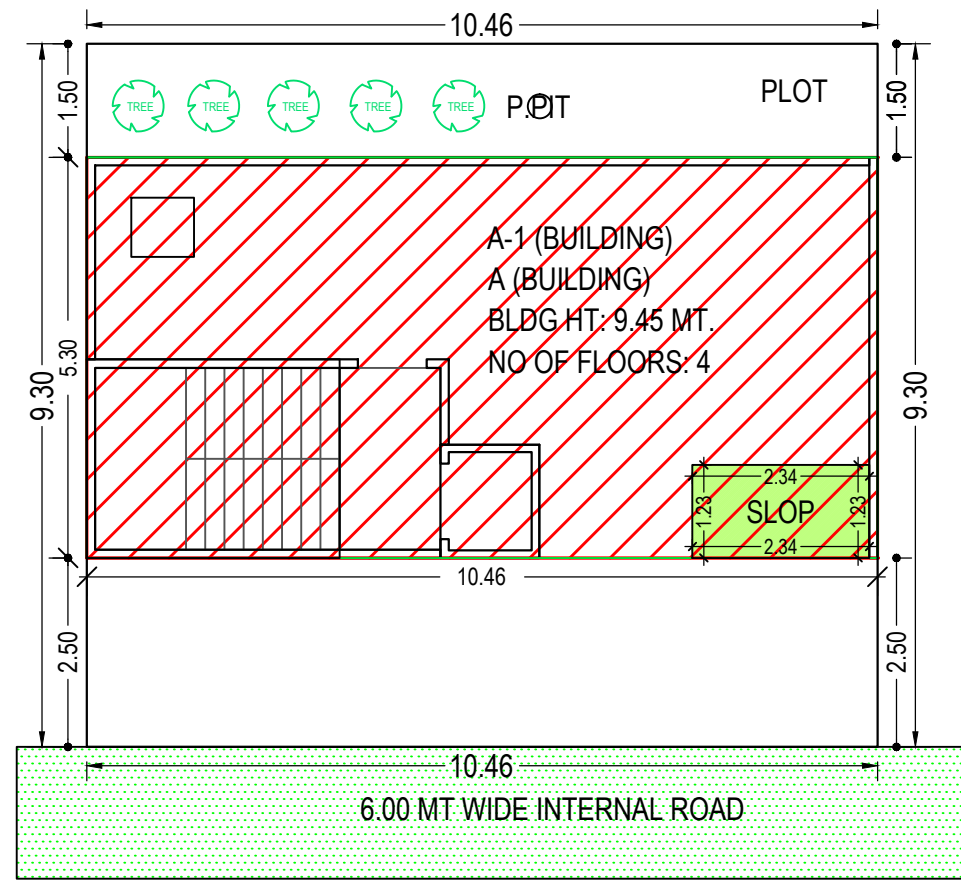 10.46
1.50
TREE TREE TREE TREE TREE
P.PIT
PLOT
1.50
A-1 (BUILDING)
A (BUILDING)
BLDG HT: 9.45 MT.
NO OF FLOORS: 4
5.30
9.30
9.30
2.34
1.23
SLOP
1.23
2.34
10.46
2.50
2.50
10.46
6.00 MT WIDE INTERNAL ROAD